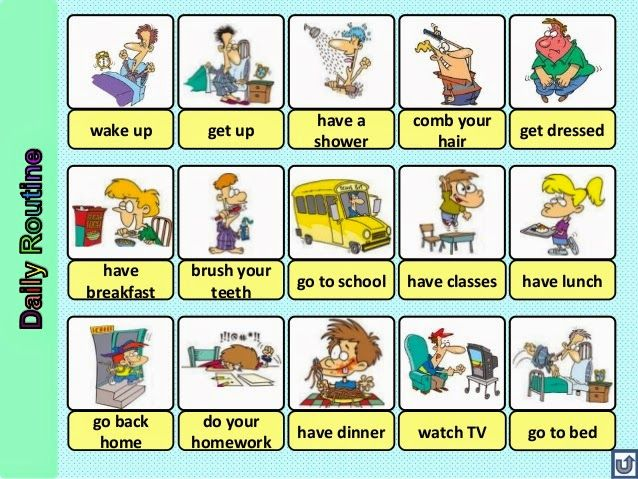 Daily Routine
wake up
get up
have a
shower
comb your
hair
get dressed
have
breakfast
brush your
teeth
go to school
have classes
have lunch
go back
home
!!!@*#!!
do your
homework
have dinner
watch TV
go to bed